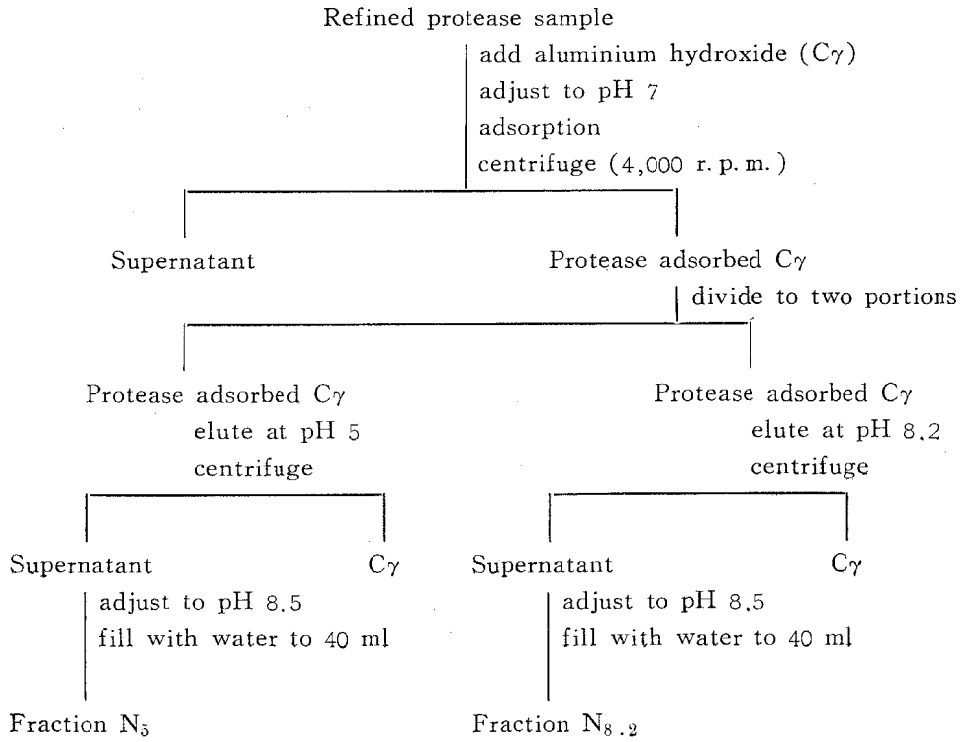 Refined protease sample
add aluminium hydroxide (Cγ)
adjust to pH 7
adsorption
centrifuge (4,000 r. p. m.)
Supernatant
Protease adsorbed Cγ
divide to two portions
Protease adsorbed Cγ
elute at pH 5
centrifuge
Protease adsorbed Cγ
elute at pH 8.2
centrifuge
Supernatant
Cγ
adjust to pH 8.5
fill with water to 40 ml
Fraction N₅
Supernatant
Cγ
adjust to pH 8.5
fill with water to 40 ml
Fraction N₈.₂